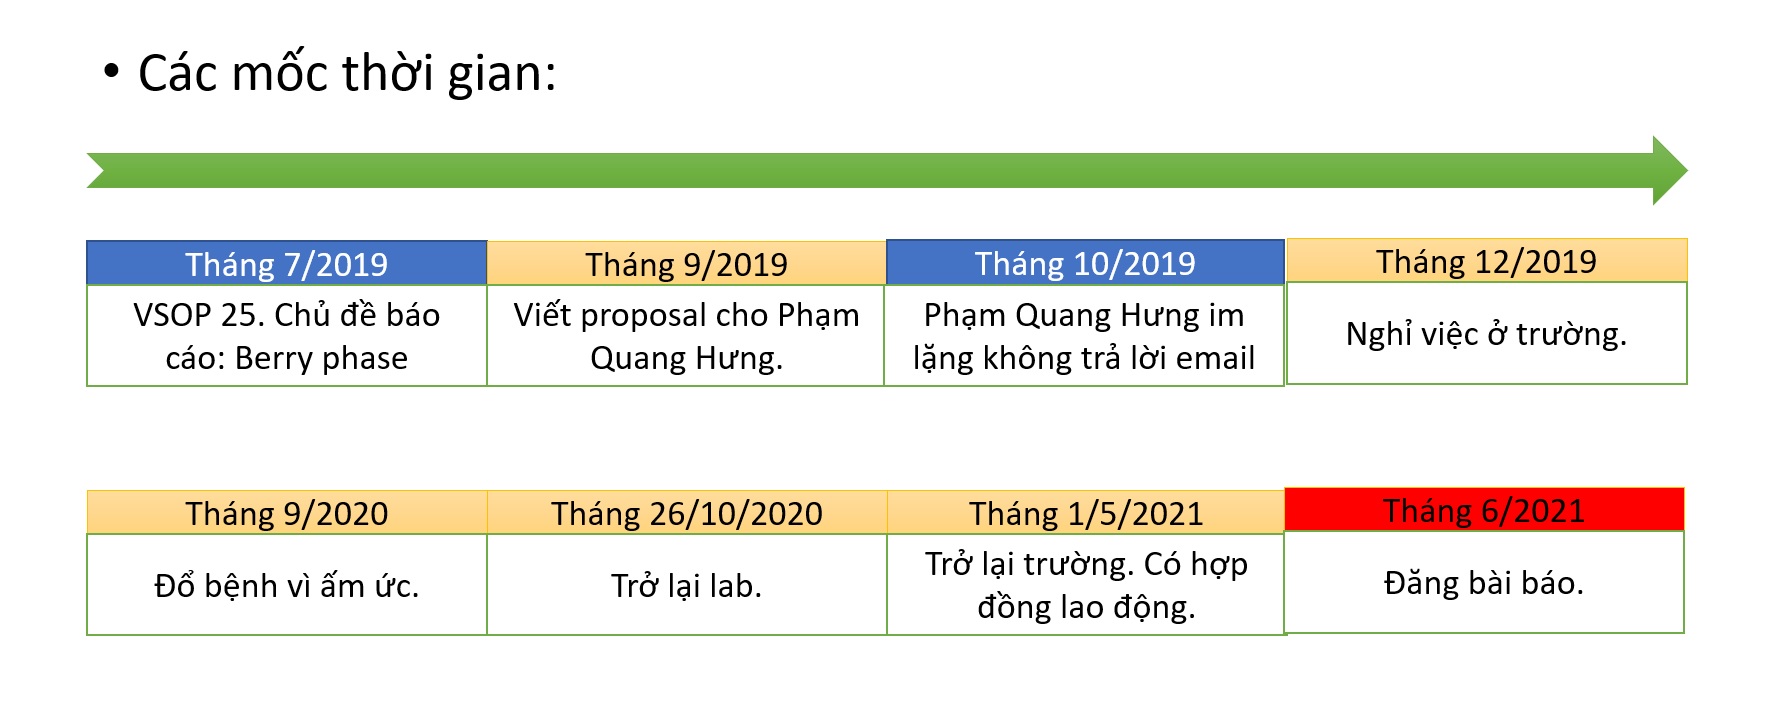 • Các mốc thời gian:
Tháng 7/2019
VSOP 25. Chủ đề báo
cáo: Berry phase
Tháng 9/2019
Viết proposal cho Phạm
Quang Hưng.
Tháng 10/2019
Phạm Quang Hưng im
lặng không trả lời email
Tháng 12/2019
Nghỉ việc ở trường.
Tháng 9/2020
Đổ bệnh vì ấm ức.
Tháng 26/10/2020
Trở lại lab.
Tháng 1/5/2021
Trở lại trường. Có hợp
đồng lao động.
Tháng 6/2021
Đăng bài báo.